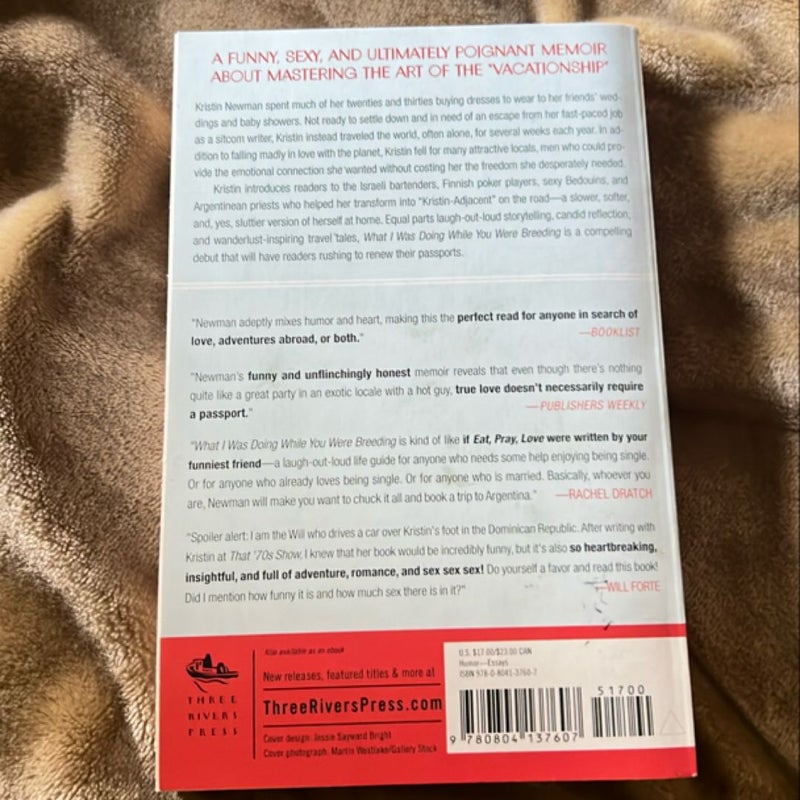 A FUNNY, SEXY, AND ULTIMATELY POIGNANT MEMOIR
ABOUT MASTERING THE ART OF THE "VACATIONSHIP"
Kristin Newman spent much of her twenties and thirties buying dresses to wear to her friends' wed-
dings and baby showers. Not ready to settle down and in need of an escape from her fast-paced job
as a sitcom writer, Kristin instead traveled the world, often alone, for several weeks each year. In ad-
dition to falling madly in love with the planet, Kristin fell for many attractive locals, men who could pro-
vide the emotional connection she wanted without costing her the freedom she desperately needed.
Kristin introduces readers to the Israeli bartenders, Finnish poker players, sexy Bedouins, and
Argentinean priests who helped her transform into "Kristin-Adjacent" on the road—a slower, softer,
and, yes, sluttier version of herself at home. Equal parts laugh-out-loud storytelling, candid reflection,
and wanderlust-inspiring travel tales, What I Was Doing While You Were Breeding is a compelling
debut that will have readers rushing to renew their passports.
"Newman adeptly mixes humor and heart, making this the perfect read for anyone in search of
love, adventures abroad, or both."
—BOOKLIST
"Newman's funny and unflinchingly honest memoir reveals that even though there's nothing
quite like a great party in an exotic locale with a hot guy, true love doesn't necessarily require
a passport."
—PUBLISHERS WEEKLY
"What I Was Doing While You Were Breeding is kind of like if Eat, Pray, Love were written by your
funniest friend—a laugh-out-loud life guide for anyone who needs some help enjoying being single.
Or for anyone who already loves being single. Or for anyone who is married. Basically, whoever you
are, Newman will make you want to chuck it all and book a trip to Argentina." —RACHEL DRATCH
"Spoiler alert: I am the Will who drives a car over Kristin's foot in the Dominican Republic. After writing with
Kristin at That '70s Show, I knew that her book would be incredibly funny, but it's also so heartbreaking,
insightful, and full of adventure, romance, and sex sex sex! Do yourself a favor and read this book!
Did I mention how funny it is and how much sex there is in it?" —WILL FORTE
THREE
RIVERS
PRESS
Also available as an ebook
New releases, featured titles & more at
ThreeRiversPress.com
Cover design: Jessie Sayward Bright
Cover photograph: Martin Westlake/Gallery Stock
U.S. $17.00/$23.00 CAN
Humor—Essays
ISBN 978-0-8041-3760-7
51700
9 780804 137607